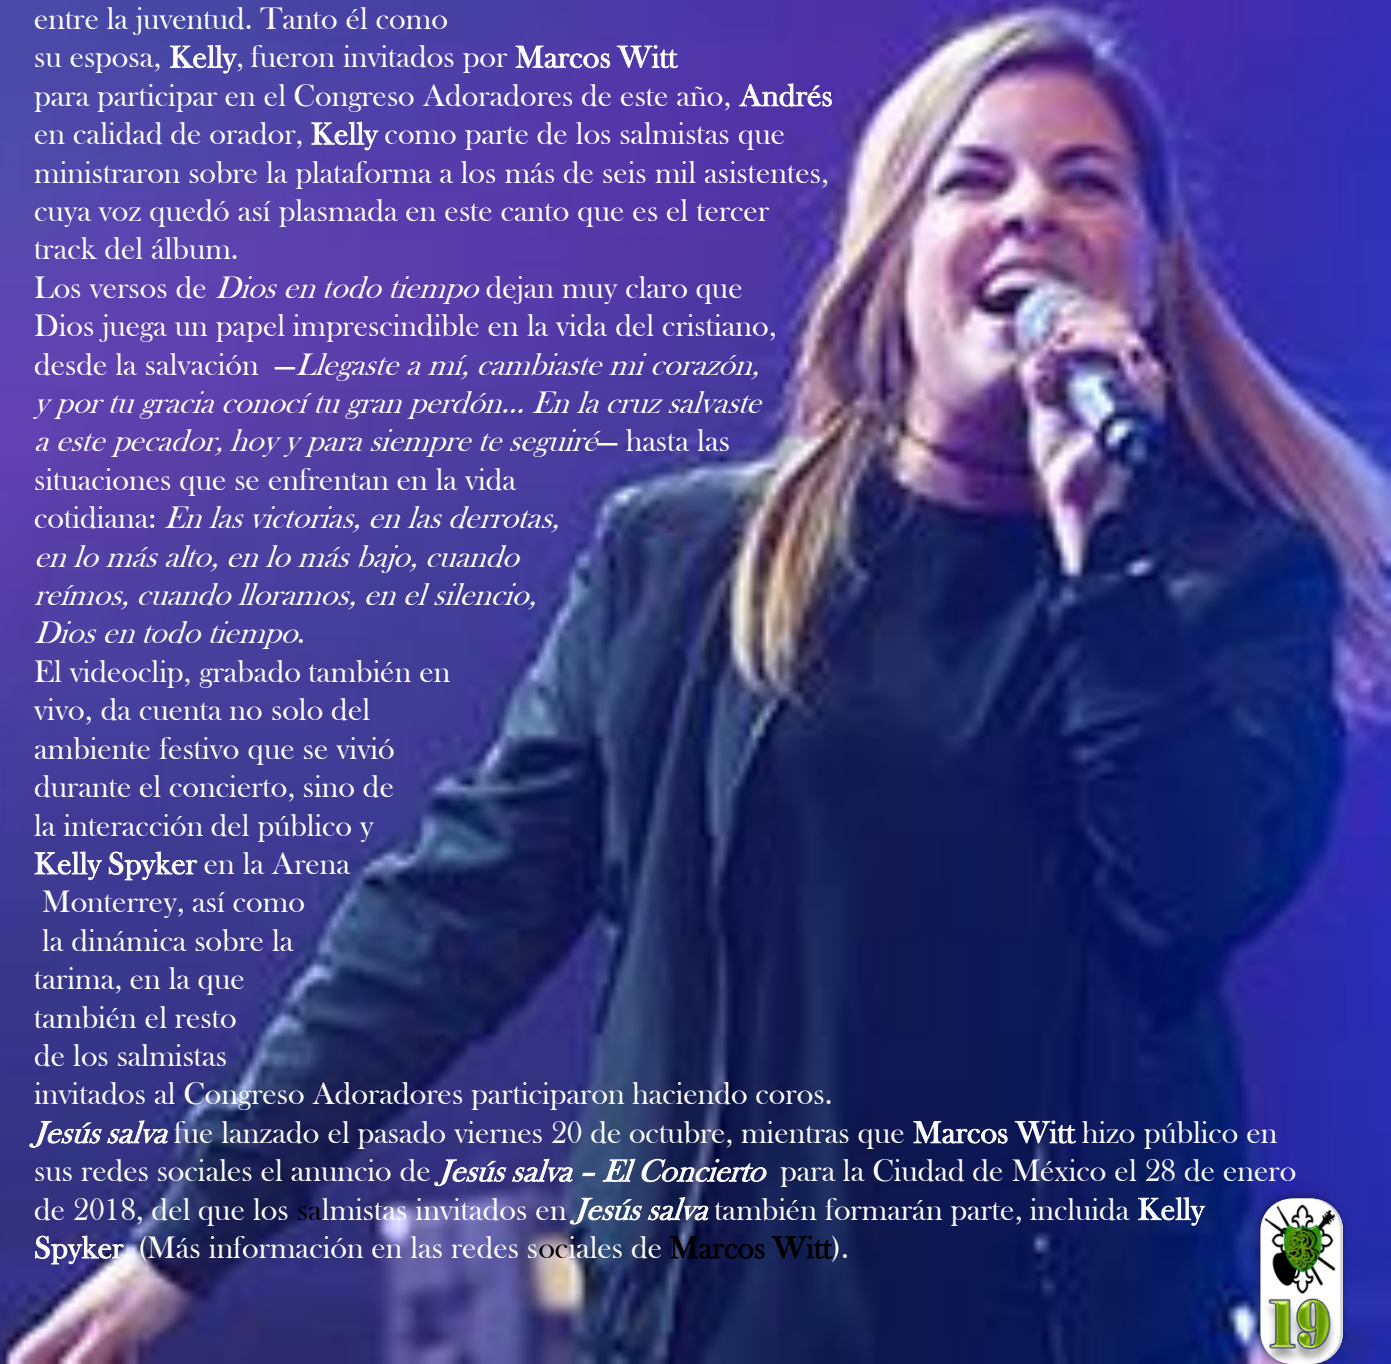 entre la juventud. Tanto él como
su esposa, Kelly, fueron invitados por Marcos Witt
para participar en el Congreso Adoradores de este año, Andrés
en calidad de orador, Kelly como parte de los salmistas que
ministraron sobre la plataforma a los más de seis mil asistentes,
cuya voz quedó así plasmada en este canto que es el tercer
track del álbum.
Los versos de Dios en todo tiempo dejan muy claro que
Dios juega un papel imprescindible en la vida del cristiano,
desde la salvación —Llegaste a mí, cambiaste mi corazón,
y por tu gracia conocí tu gran perdón... En la cruz salvaste
a este pecador, hoy y para siempre te seguiré— hasta las
situaciones que se enfrentan en la vida
cotidiana: En las victorias, en las derrotas,
en lo más alto, en lo más bajo, cuando
reímos, cuando lloramos, en el silencio,
Dios en todo tiempo.
El videoclip, grabado también en
vivo, da cuenta no solo del
ambiente festivo que se vivió
durante el concierto, sino de
la interacción del público y
Kelly Spyker en la Arena
Monterrey, así como
la dinámica sobre la
tarima, en la que
también el resto
de los salmistas
invitados al Congreso Adoradores participaron haciendo coros.
Jesús salva fue lanzado el pasado viernes 20 de octubre, mientras que Marcos Witt hizo público en
sus redes sociales el anuncio de Jesús salva – El Concierto para la Ciudad de México el 28 de enero
de 2018, del que los salmistas invitados en Jesús salva también formarán parte, incluida Kelly
Spyker. (Más información en las redes sociales de Marcos Witt).
19